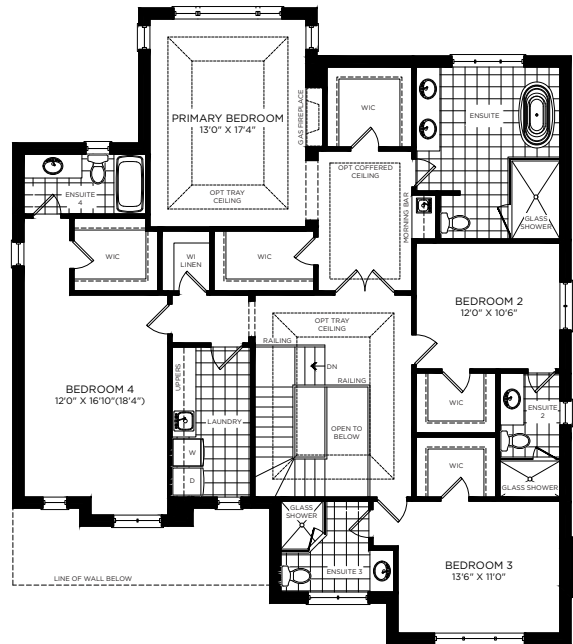 PRIMARY BEDROOM
13'0" X 17'4"
OPT TRAY
CEILING
GAS FIREPLACE
WIC
ENSUITE
OPT COFFERED
CEILING
MORNING BAR
GLASS
SHOWER
ENSUITE
4
WIC
WI
LINEN
WIC
BEDROOM 2
12'0" X 10'6"
OPT TRAY
CEILING
RAILING
DN
RAILING
OPEN TO
BELOW
BEDROOM 4
12'0" X 16'10"(18'4")
UPPERS
LAUNDRY
W
D
WIC
ENSUITE
2
WIC
GLASS SHOWER
GLASS
SHOWER
ENSUITE 3
BEDROOM 3
13'6" X 11'0"
LINE OF WALL BELOW